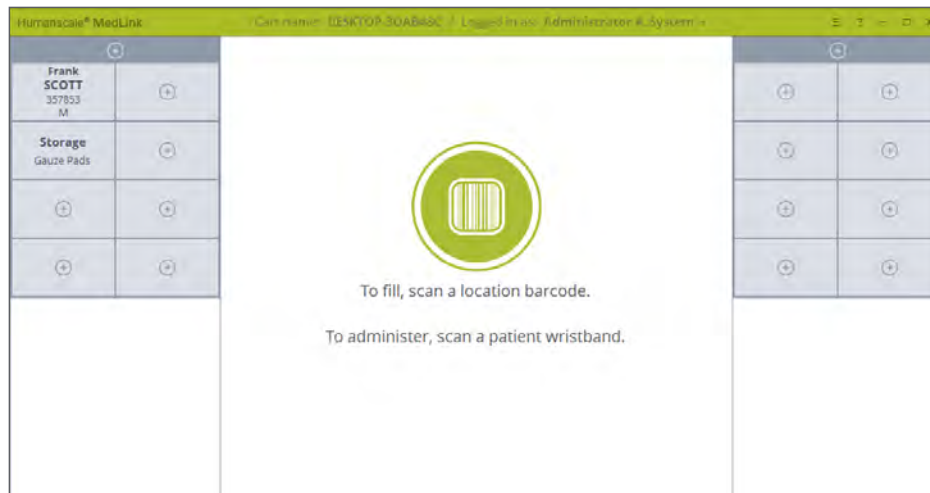 Humanscale® MedLink
Cart name: DESKTOP-3OAB4SC / Logged in as: Administrator A. System
Frank
SCOTT
357853
M
Storage
Gauze Pads
To fill, scan a location barcode.
To administer, scan a patient wristband.